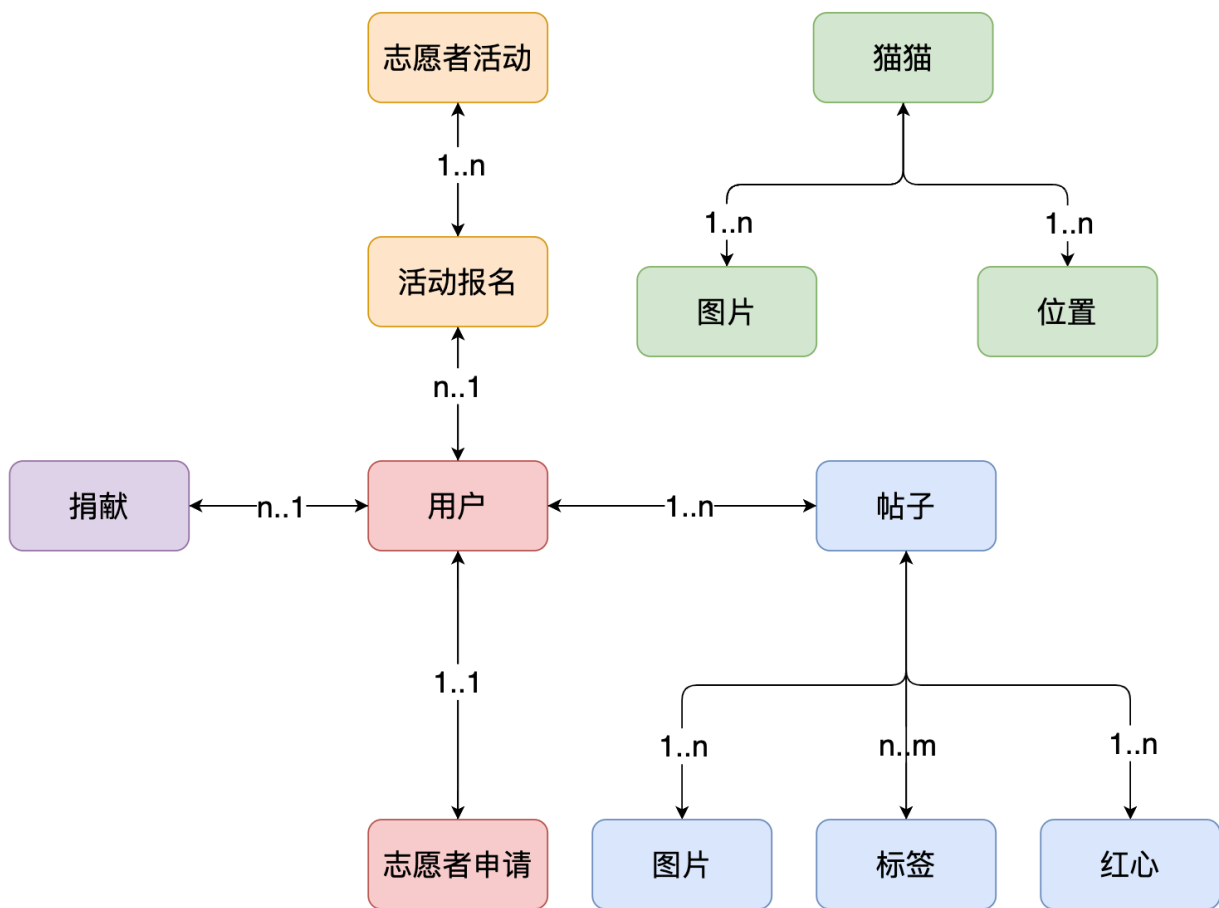 志愿者活动
猫猫
1..n
1..n
1..n
活动报名
图片
位置
n..1
捐献
n..1
用户
1..n
帖子
1..1
1..n
n..m
1..n
志愿者申请
图片
标签
红心